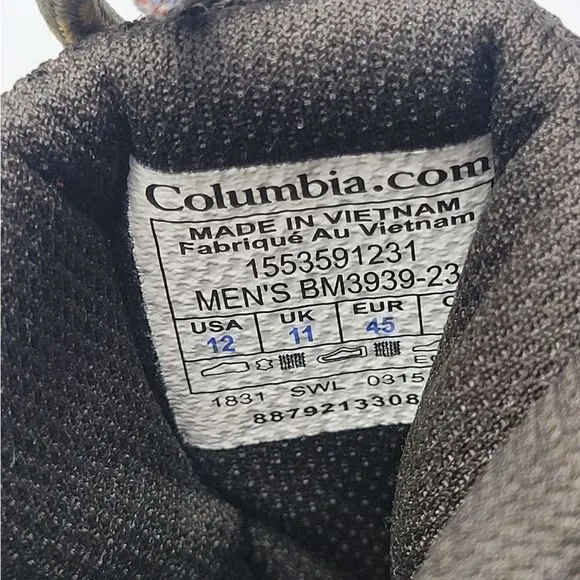 Columbia.com
MADE IN VIETNAM
Fabriqué Au Vietnam
1553591231
MEN'S BM3939-23
USA UK EUR
12 11 45
1831 SWL 0315
8879213308